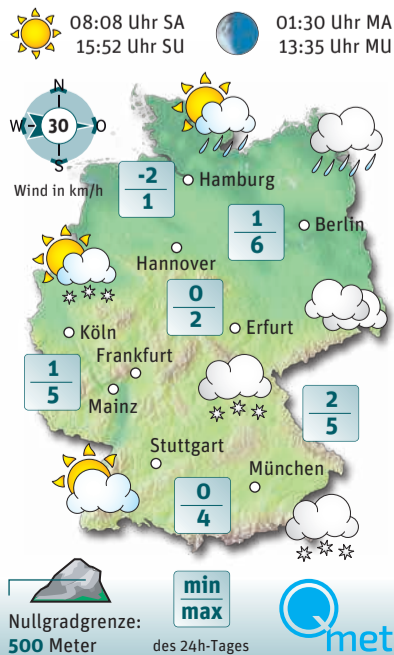 08:08 Uhr SA
15:52 Uhr SU
01:30 Uhr MA
13:35 Uhr MU
N
W 30 O
S
Wind in km/h
-2
1
Hamburg
1
6
Berlin
Hannover
0
2
Köln
Erfurt
Frankfurt
1
5
Mainz
2
5
Stuttgart
München
0
4
Nullgradgrenze:
500 Meter
min
max
des 24h-Tages
Qmet